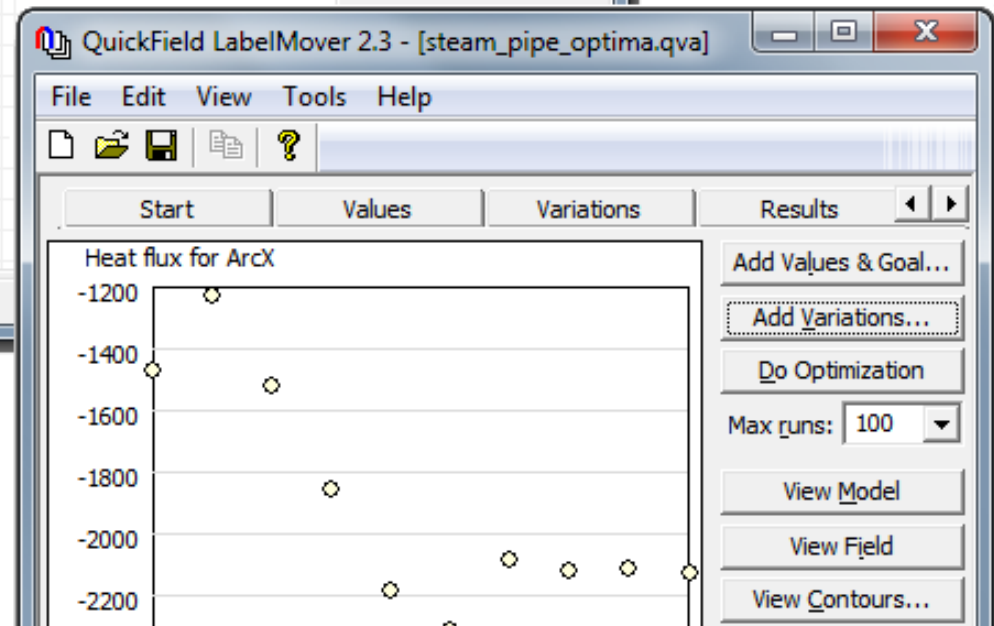 QuickField LabelMover 2.3 - [steam_pipe_optima.qva]
File Edit View Tools Help
Start Values Variations Results
Heat flux for ArcX
-1200
-1400
-1600
-1800
-2000
-2200
Add Values & Goal...
Add Variations...
Do Optimization
Max runs: 100
View Model
View Field
View Contours...